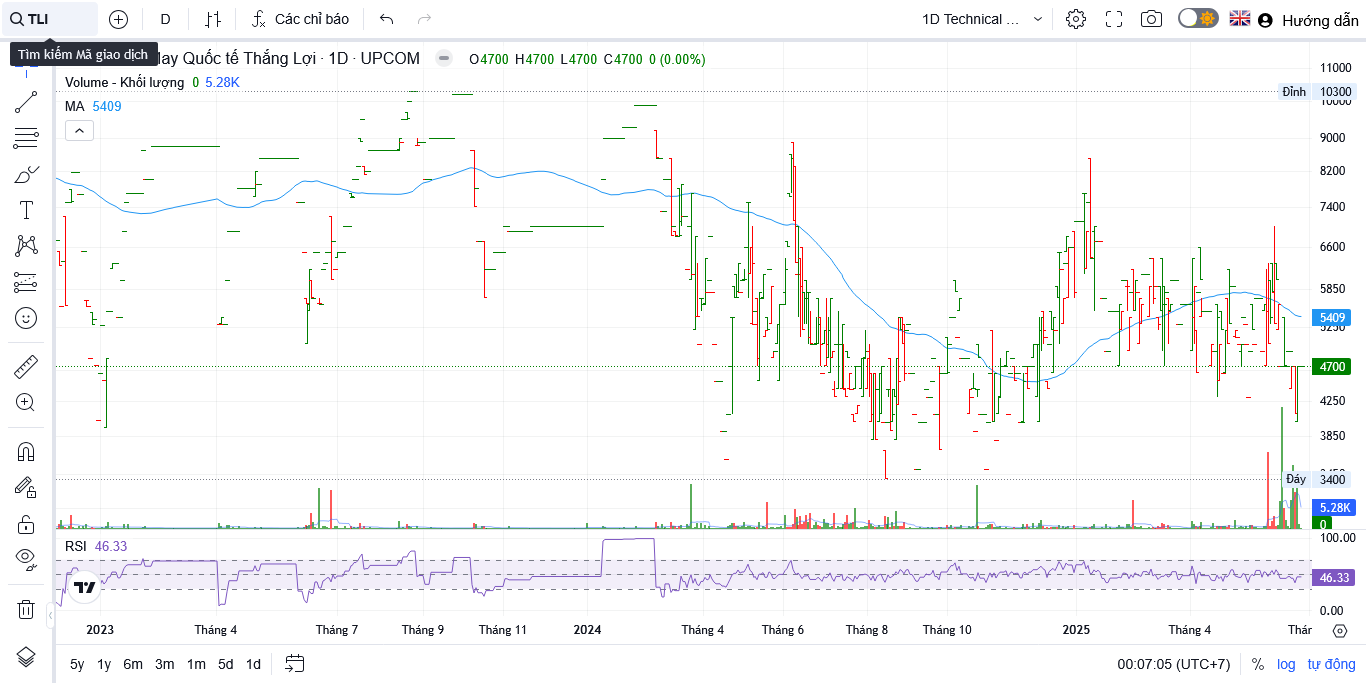 TLI D Các chỉ báo 1D Technical ... Hướng dẫn
Tìm kiếm Mã giao dịch
May Quốc tế Thắng Lợi · 1D · UPCOM O4700 H4700 L4700 C4700 0 (0.00%)
Volume - Khối lượng 0 5.28K
MA 5409
11000
Đỉnh 10300
10000
9000
8200
7400
6600
5850
5409
5250
4700
4250
3850
Đáy 3400
5.28K
0
RSI 46.33
100.00
46.33
0.00
2023 Tháng 4 Tháng 7 Tháng 9 Tháng 11 2024 Tháng 4 Tháng 6 Tháng 8 Tháng 10 2025 Tháng 4 Thár
5y 1y 6m 3m 1m 5d 1d 00:07:05 (UTC+7) % log tự động